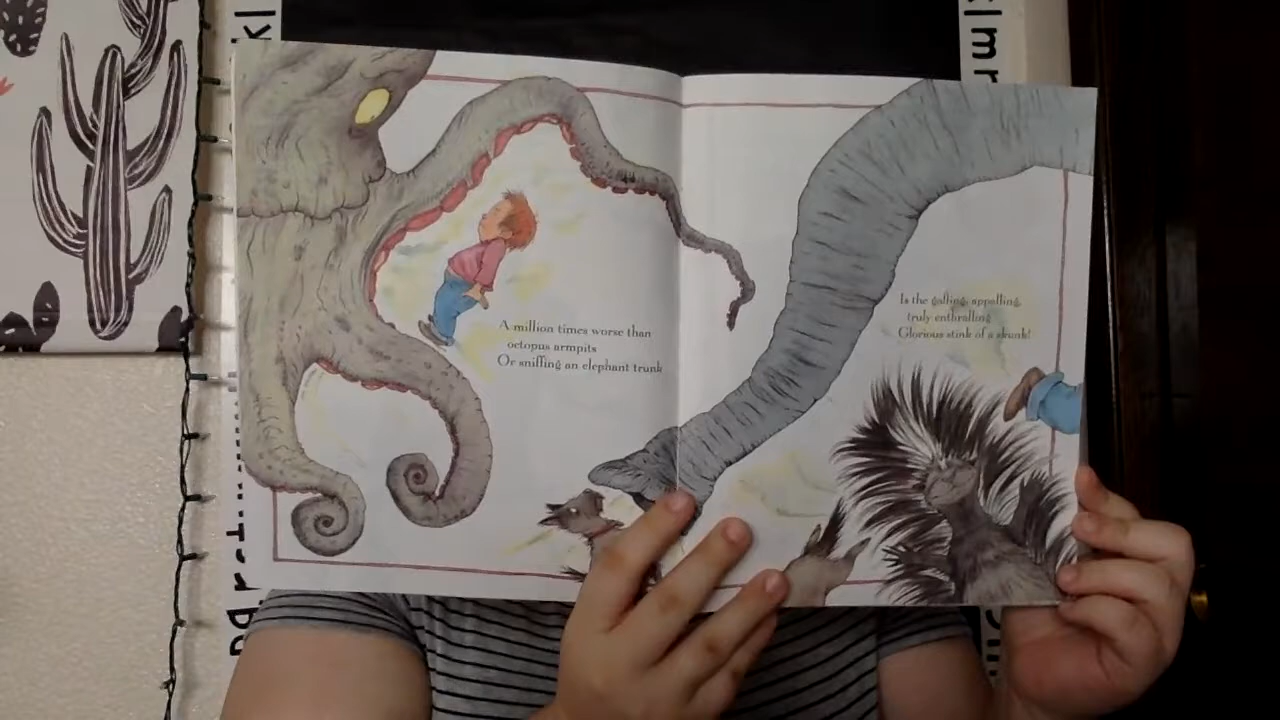 A million times worse than
octopus armpits
Or sniffing an elephant trunk
Is the galling, appalling,
truly enthralling
Glorious stink of a skunk!